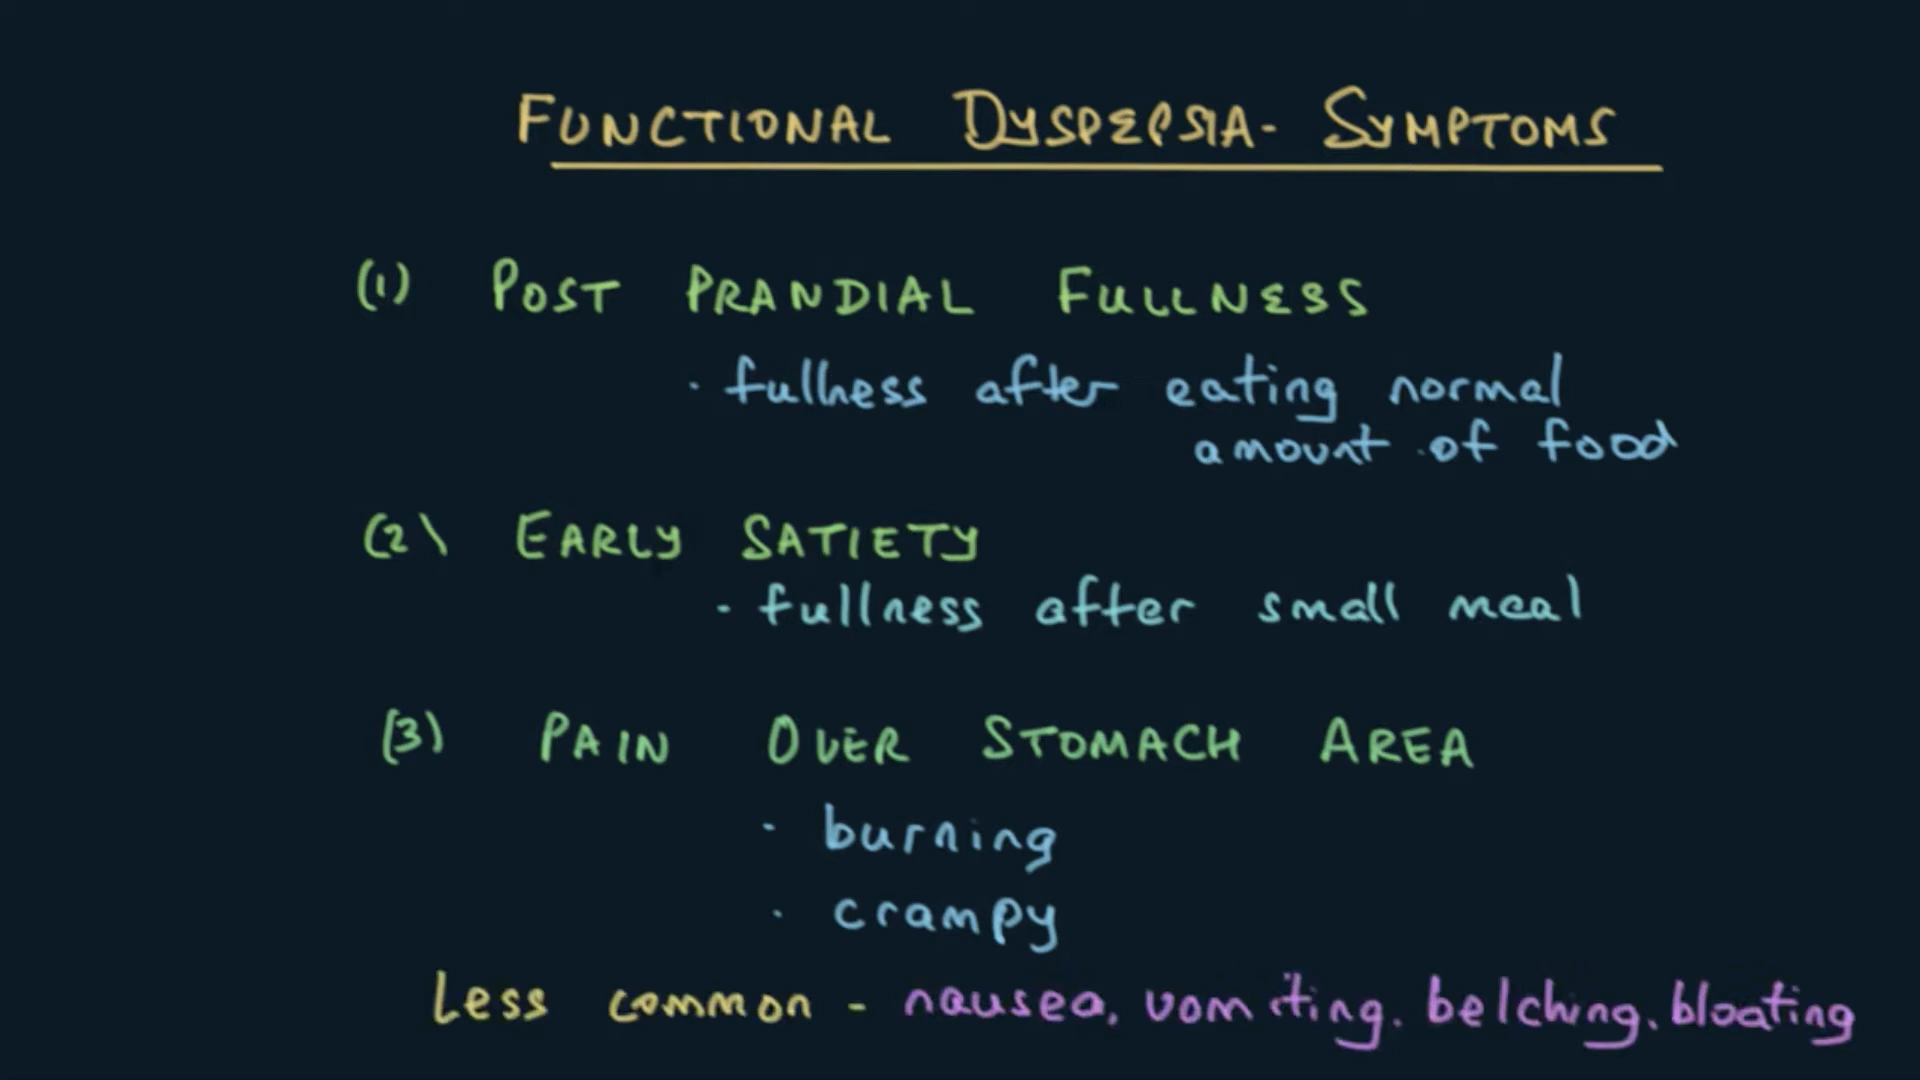 FUNCTIONAL DYSPEPSIA - SYMPTOMS
(1) POST PRANDIAL FULLNESS
· fullness after eating normal
amount of food
(2) EARLY SATIETY
· fullness after small meal
(3) PAIN OVER STOMACH AREA
· burning
· crampy
Less common - nausea, vomiting, belching, bloating